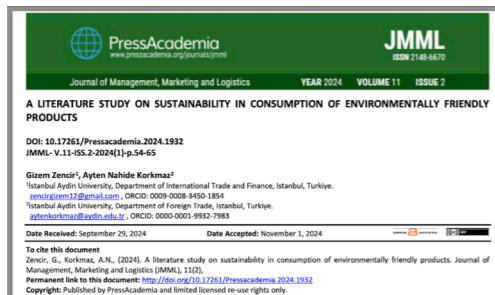 PressAcademia
www.pressacademia.org/journals/jmml
JMML
ISSN 2148-6670
Journal of Management, Marketing and Logistics YEAR 2024 VOLUME 11 ISSUE 2
A LITERATURE STUDY ON SUSTAINABILITY IN CONSUMPTION OF ENVIRONMENTALLY FRIENDLY
PRODUCTS
DOI: 10.17261/Pressacademia.2024.1932
JMML- V.11-ISS.2-2024(1)-p.54-65
Gizem Zencir¹, Ayten Nahide Korkmaz²
¹Istanbul Aydin University, Department of International Trade and Finance, Istanbul, Turkiye.
zencirgizem12@gmail.com , ORCID: 0009-0008-3450-1854
²Istanbul Aydin University, Department of Foreign Trade, Istanbul, Turkiye.
aytenkorkmaz@aydin.edu.tr , ORCID: 0000-0001-9932-7983
Date Received: September 29, 2024 Date Accepted: November 1, 2024
To cite this document
Zencir, G., Korkmaz, A.N., (2024). A literature study on sustainability in consumption of environmentally friendly products. Journal of
Management, Marketing and Logistics (JMML), 11(2),
Permanent link to this document: http://doi.org/10.17261/Pressacademia.2024.1932
Copyright: Published by PressAcademia and limited licensed re-use rights only.